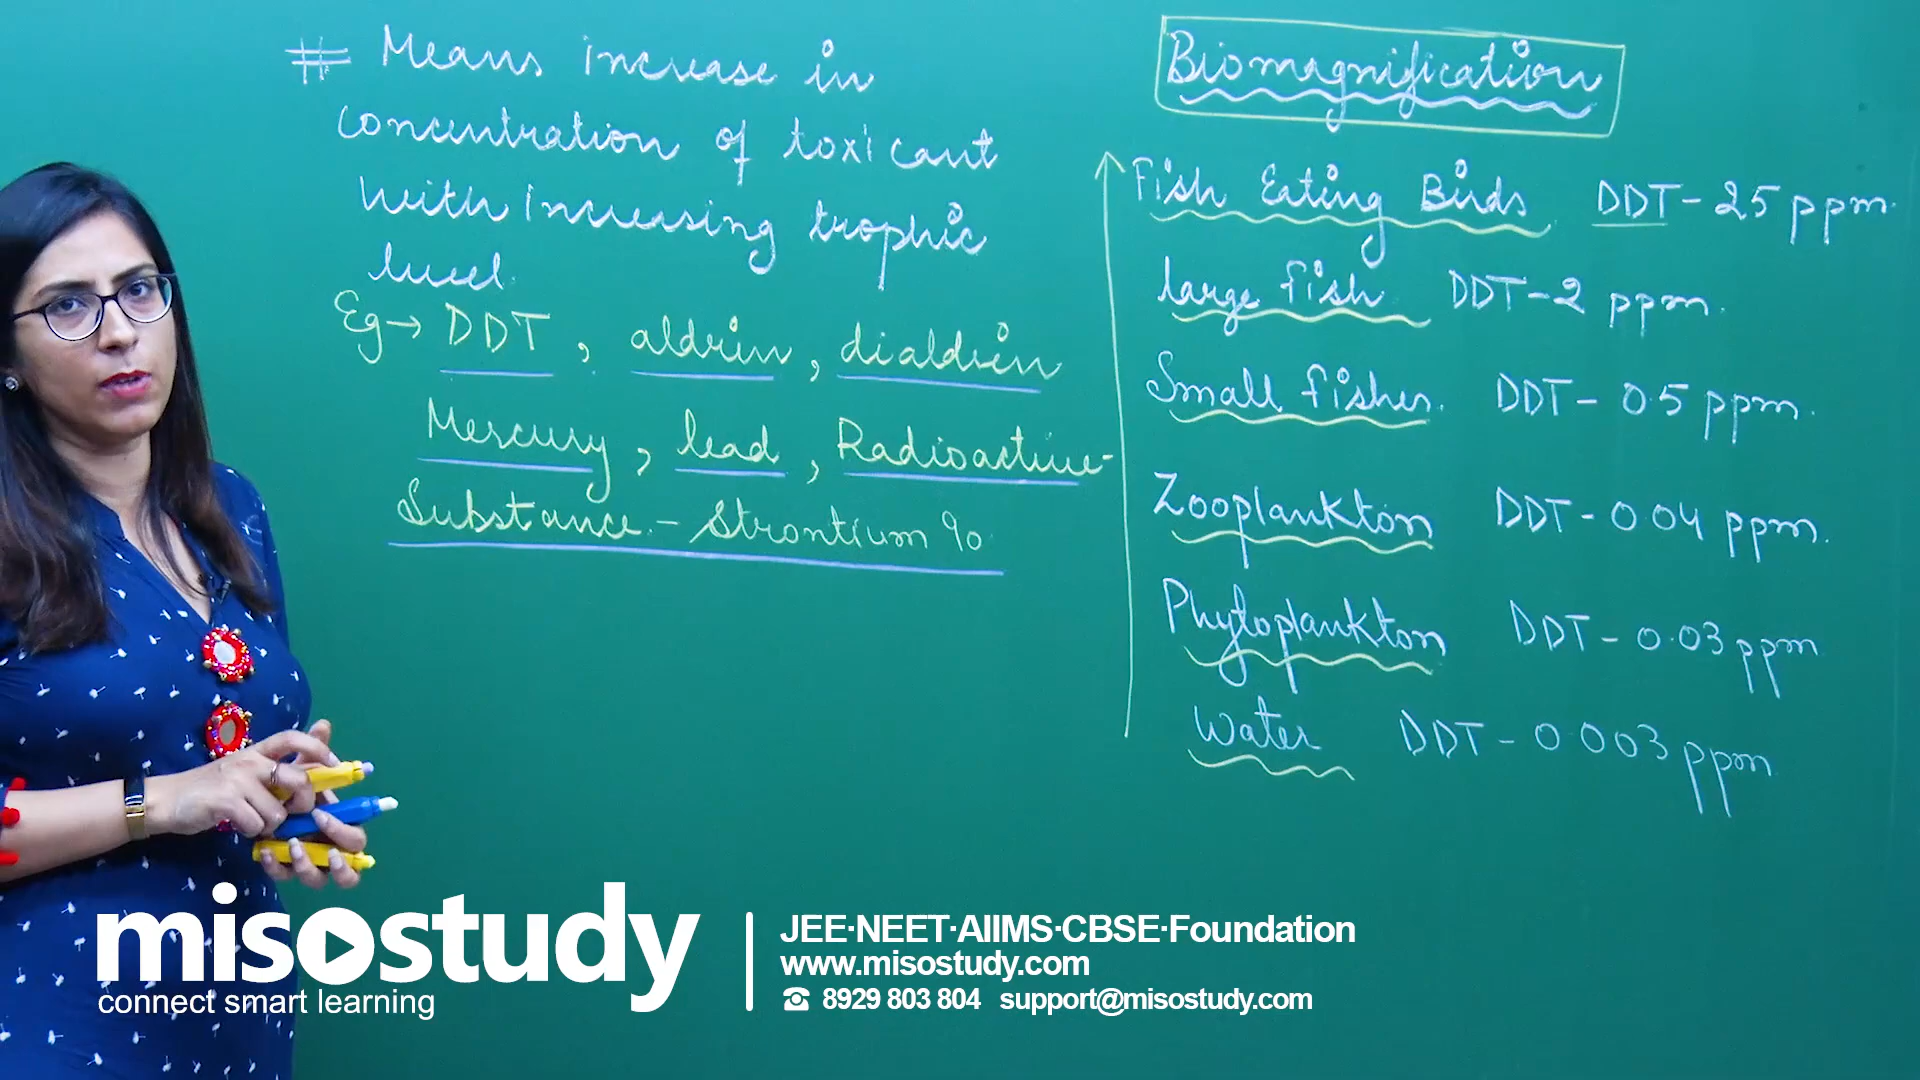 # Means increase in
concentration of toxicant
with increasing trophic
level.
Eg → DDT, aldrin, dialdrin
Mercury, lead, Radioactive
Substance - Strontium 90
Biomagnification
Fish Eating Birds DDT - 25 ppm.
large fish DDT - 2 ppm.
Small fishes. DDT - 0.5 ppm.
Zooplankton DDT - 0.04 ppm.
Phytoplankton DDT - 0.03 ppm
Water DDT - 0.003 ppm
misostudy
connect smart learning
JEE·NEET·AIIMS·CBSE·Foundation
www.misostudy.com
☎ 8929 803 804 support@misostudy.com